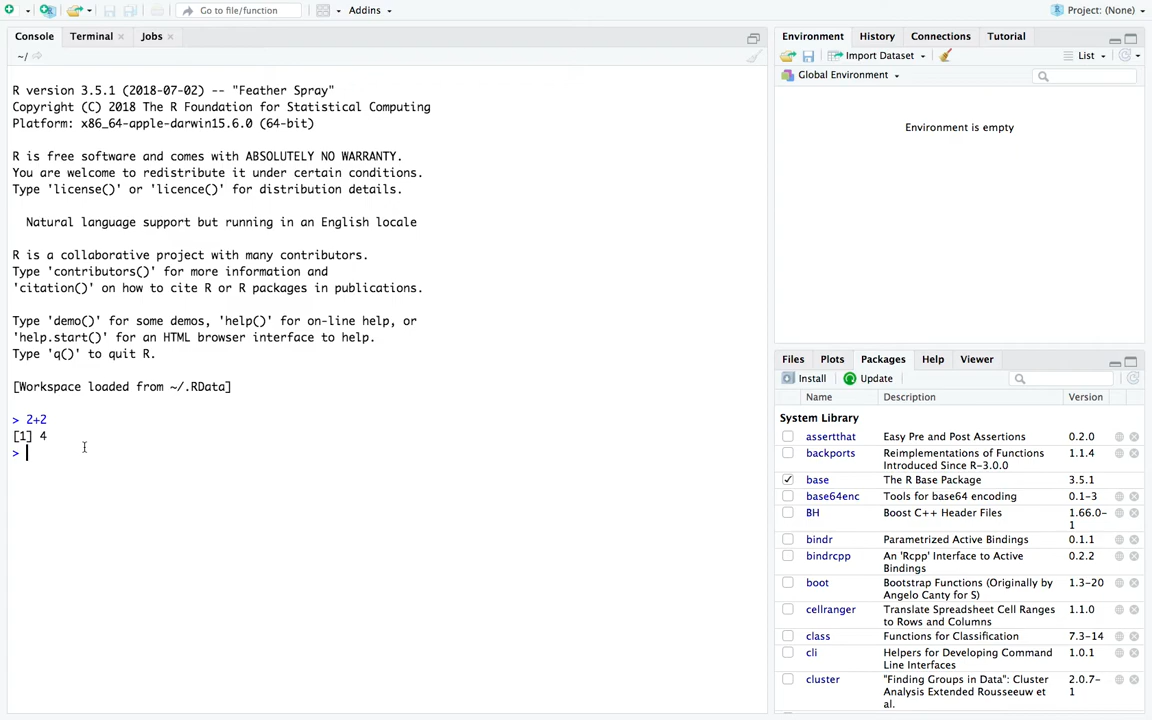 Go to file/function
Addins
Project: (None)
Console
Terminal
Jobs
~/
R version 3.5.1 (2018-07-02) -- "Feather Spray"
Copyright (C) 2018 The R Foundation for Statistical Computing
Platform: x86_64-apple-darwin15.6.0 (64-bit)
R is free software and comes with ABSOLUTELY NO WARRANTY.
You are welcome to redistribute it under certain conditions.
Type 'license()' or 'licence()' for distribution details.
Natural language support but running in an English locale
R is a collaborative project with many contributors.
Type 'contributors()' for more information and
'citation()' on how to cite R or R packages in publications.
Type 'demo()' for some demos, 'help()' for on-line help, or
'help.start()' for an HTML browser interface to help.
Type 'q()' to quit R.
[Workspace loaded from ~/.RData]
> 2+2
[1] 4
>
Environment History Connections Tutorial
Import Dataset List
Global Environment
Environment is empty
Files Plots Packages Help Viewer
Install Update
Name Description Version
System Library
assertthat Easy Pre and Post Assertions 0.2.0
backports Reimplementations of Functions 1.1.4
Introduced Since R-3.0.0
base The R Base Package 3.5.1
base64enc Tools for base64 encoding 0.1-3
BH Boost C++ Header Files 1.66.0-
1
bindr Parametrized Active Bindings 0.1.1
bindrcpp An 'Rcpp' Interface to Active 0.2.2
Bindings
boot Bootstrap Functions (Originally by 1.3-20
Angelo Canty for S)
cellranger Translate Spreadsheet Cell Ranges 1.1.0
to Rows and Columns
class Functions for Classification 7.3-14
cli Helpers for Developing Command 1.0.1
Line Interfaces
cluster "Finding Groups in Data": Cluster 2.0.7-
Analysis Extended Rousseeuw et 1
al.